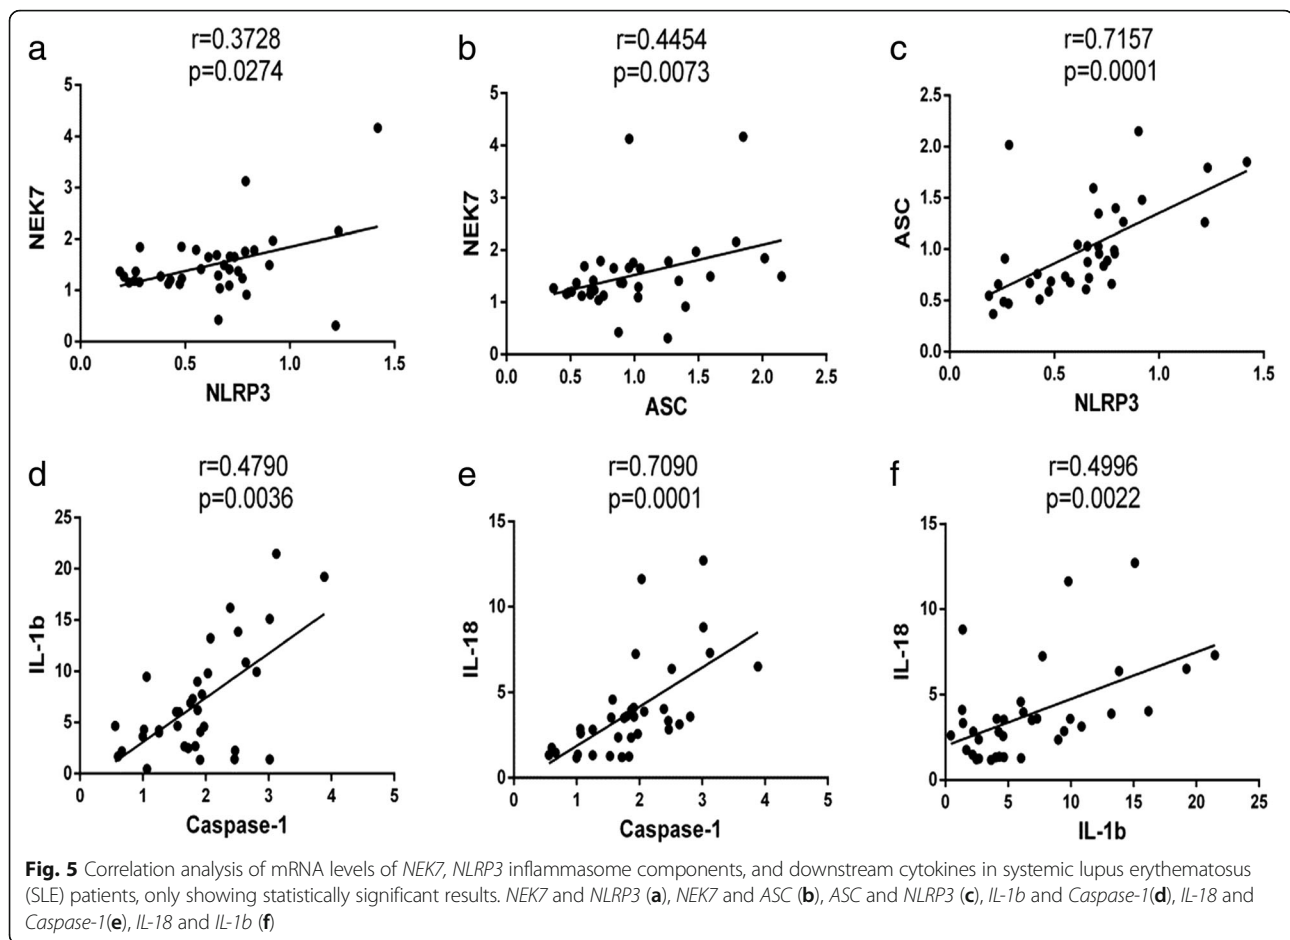 a
r=0.3728
p=0.0274
5
4
3
2
1
0
NEK7
0.0 0.5 1.0 1.5
NLRP3
b
r=0.4454
p=0.0073
5
4
3
2
1
0
NEK7
0.0 0.5 1.0 1.5 2.0 2.5
ASC
c
r=0.7157
p=0.0001
2.5
2.0
1.5
1.0
0.5
0.0
ASC
0.0 0.5 1.0 1.5
NLRP3
d
r=0.4790
p=0.0036
25
20
15
10
5
0
IL-1b
0 1 2 3 4 5
Caspase-1
e
r=0.7090
p=0.0001
15
10
5
0
IL-18
0 1 2 3 4 5
Caspase-1
f
r=0.4996
p=0.0022
15
10
5
0
IL-18
0 5 10 15 20 25
IL-1b
Fig. 5 Correlation analysis of mRNA levels of NEK7, NLRP3 inflammasome components, and downstream cytokines in systemic lupus erythematosus
(SLE) patients, only showing statistically significant results. NEK7 and NLRP3 (a), NEK7 and ASC (b), ASC and NLRP3 (c), IL-1b and Caspase-1(d), IL-18 and
Caspase-1(e), IL-18 and IL-1b (f)